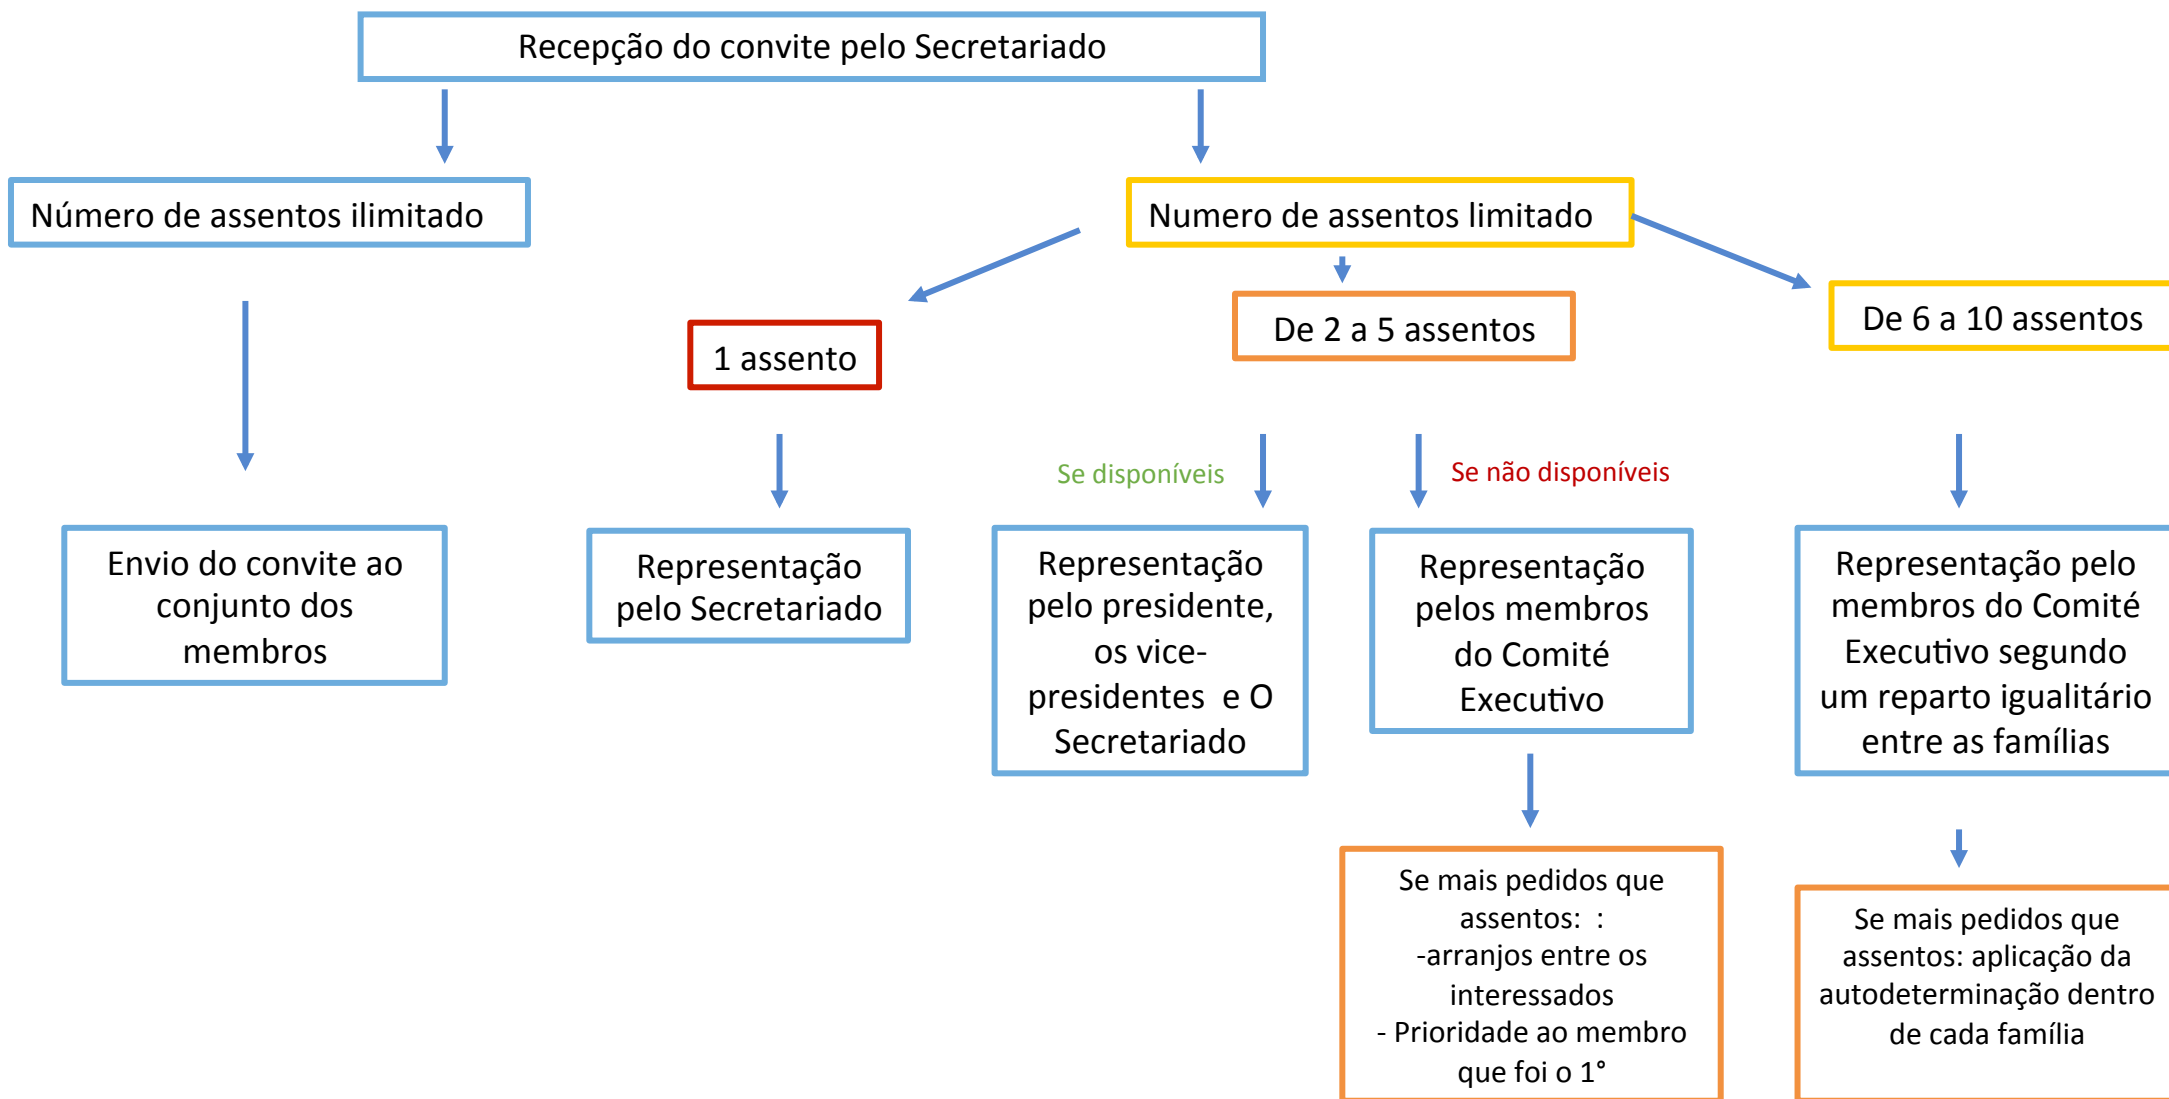 Recepção do convite pelo Secretariado
Número de assentos ilimitado
Numero de assentos limitado
1 assento
De 2 a 5 assentos
De 6 a 10 assentos
Se disponíveis
Se não disponíveis
Envio do convite ao
conjunto dos
membros
Representação
pelo Secretariado
Representação
pelo presidente,
os vice-
presidentes e O
Secretariado
Representação
pelos membros
do Comité
Executivo
Representação pelo
membros do Comité
Executivo segundo
um reparto igualitário
entre as famílias
Se mais pedidos que
assentos: :
-arranjos entre os
interessados
- Prioridade ao membro
que foi o 1°
Se mais pedidos que
assentos: aplicação da
autodeterminação dentro
de cada família